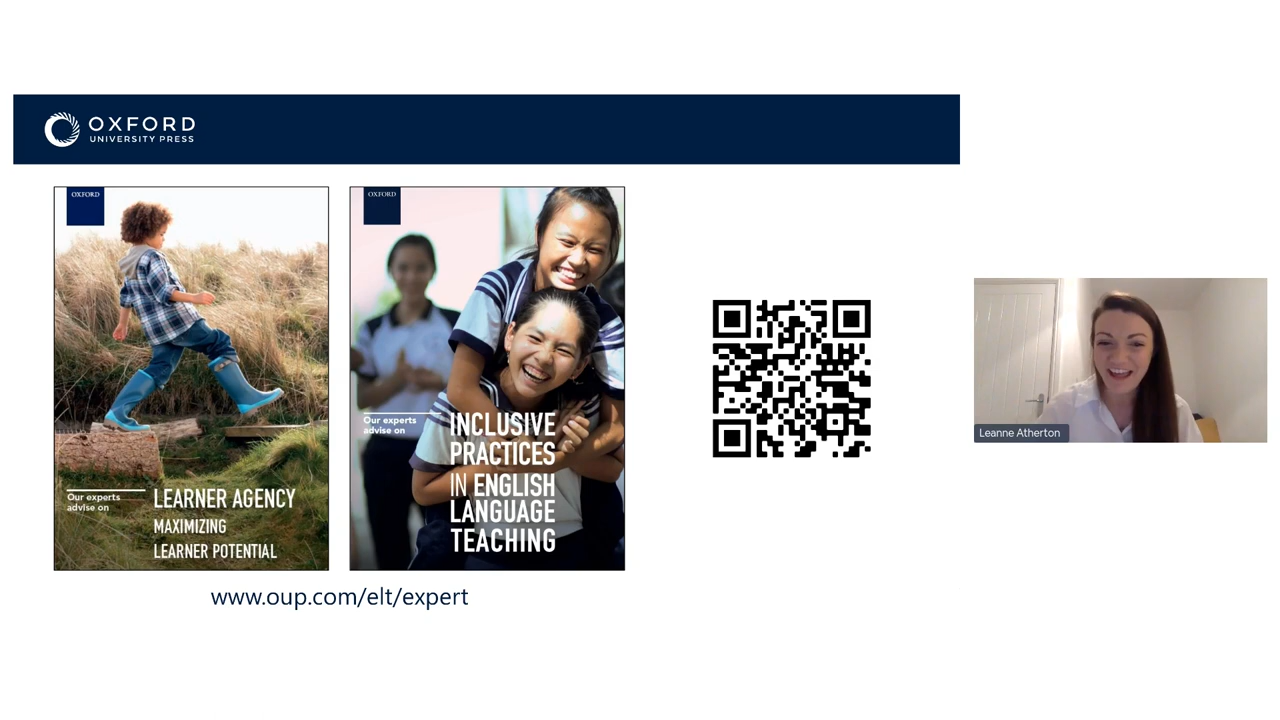 OXFORD
UNIVERSITY PRESS
OXFORD
Our experts
advise on
LEARNER AGENCY
MAXIMIZING
LEARNER POTENTIAL
OXFORD
Our experts
advise on
INCLUSIVE
PRACTICES
IN ENGLISH
LANGUAGE
TEACHING
www.oup.com/elt/expert
Leanne Atherton